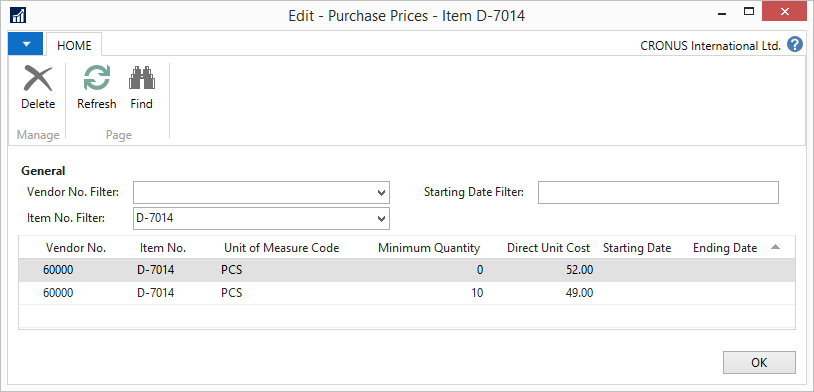 Edit - Purchase Prices - Item D-7014
HOME
CRONUS International Ltd. ?
Delete Refresh Find
Manage Page
General
Vendor No. Filter: Starting Date Filter:
Item No. Filter: D-7014
Vendor No. Item No. Unit of Measure Code Minimum Quantity Direct Unit Cost Starting Date Ending Date
60000 D-7014 PCS 0 52.00
60000 D-7014 PCS 10 49.00
OK